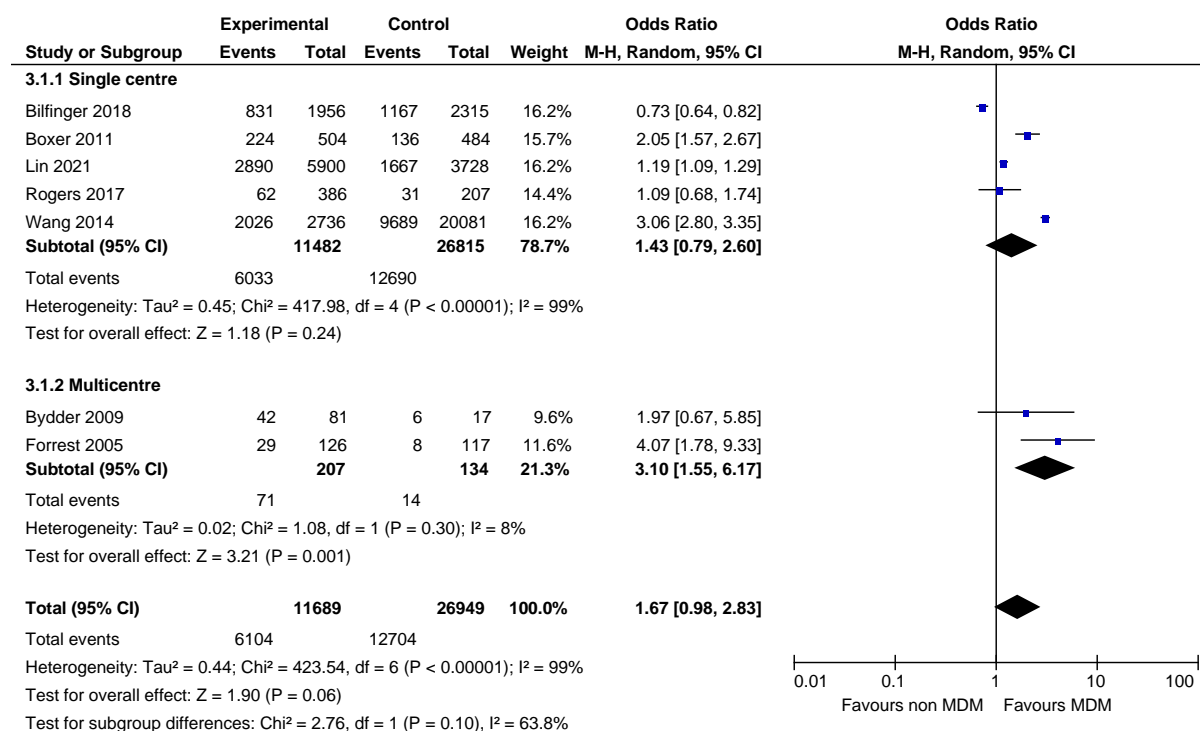 Experimental Control Odds Ratio Odds Ratio
Study or Subgroup Events Total Events Total Weight M-H, Random, 95% CI M-H, Random, 95% CI
3.1.1 Single centre
Bilfinger 2018 831 1956 1167 2315 16.2% 0.73 [0.64, 0.82]
Boxer 2011 224 504 136 484 15.7% 2.05 [1.57, 2.67]
Lin 2021 2890 5900 1667 3728 16.2% 1.19 [1.09, 1.29]
Rogers 2017 62 386 31 207 14.4% 1.09 [0.68, 1.74]
Wang 2014 2026 2736 9689 20081 16.2% 3.06 [2.80, 3.35]
Subtotal (95% CI) 11482 26815 78.7% 1.43 [0.79, 2.60]
Total events 6033 12690
Heterogeneity: Tau² = 0.45; Chi² = 417.98, df = 4 (P < 0.00001); I² = 99%
Test for overall effect: Z = 1.18 (P = 0.24)
3.1.2 Multicentre
Bydder 2009 42 81 6 17 9.6% 1.97 [0.67, 5.85]
Forrest 2005 29 126 8 117 11.6% 4.07 [1.78, 9.33]
Subtotal (95% CI) 207 134 21.3% 3.10 [1.55, 6.17]
Total events 71 14
Heterogeneity: Tau² = 0.02; Chi² = 1.08, df = 1 (P = 0.30); I² = 8%
Test for overall effect: Z = 3.21 (P = 0.001)
Total (95% CI) 11689 26949 100.0% 1.67 [0.98, 2.83]
Total events 6104 12704
Heterogeneity: Tau² = 0.44; Chi² = 423.54, df = 6 (P < 0.00001); I² = 99%
Test for overall effect: Z = 1.90 (P = 0.06)
Test for subgroup differences: Chi² = 2.76, df = 1 (P = 0.10), I² = 63.8%
0.01 0.1 1 10 100
Favours non MDM Favours MDM